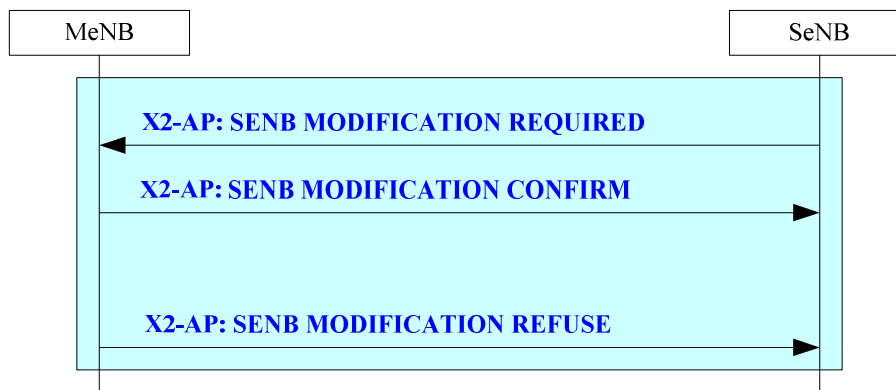 MeNB
SeNB
X2-AP: SENB MODIFICATION REQUIRED
X2-AP: SENB MODIFICATION CONFIRM
X2-AP: SENB MODIFICATION REFUSE